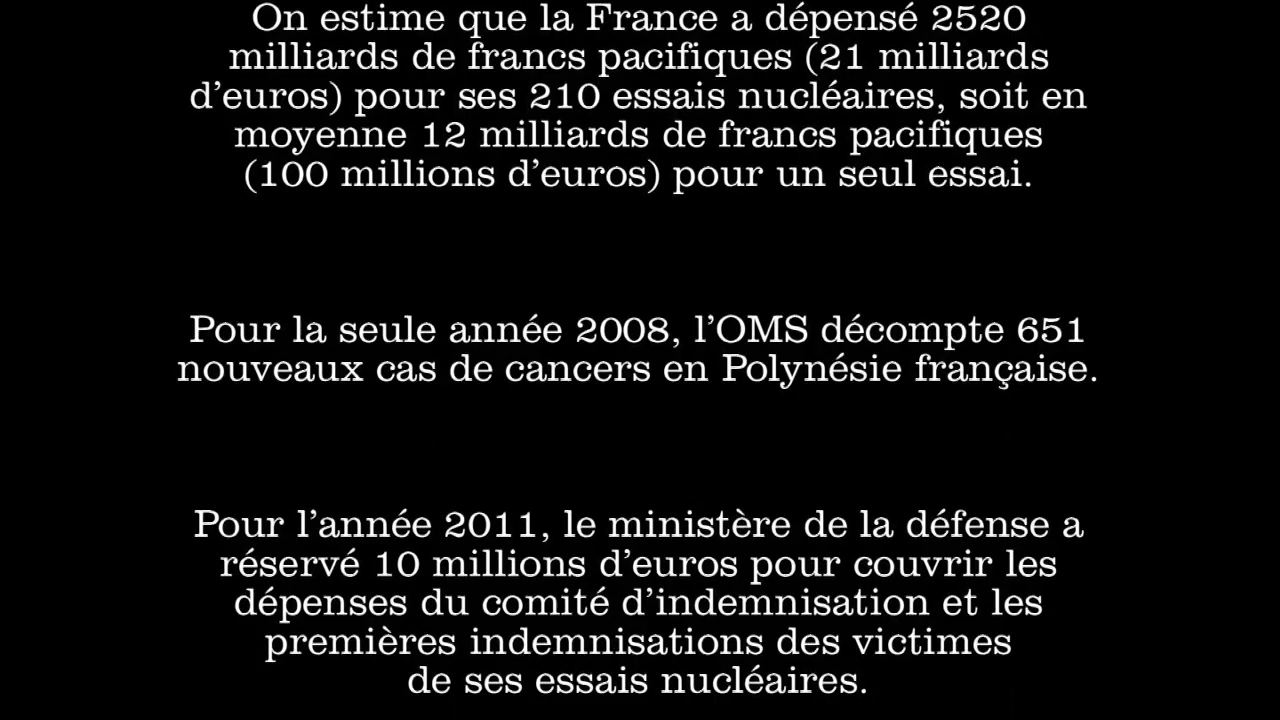 On estime que la France a dépensé 2520
milliards de francs pacifiques (21 milliards
d’euros) pour ses 210 essais nucléaires, soit en
moyenne 12 milliards de francs pacifiques
(100 millions d’euros) pour un seul essai.
Pour la seule année 2008, l’OMS décompte 651
nouveaux cas de cancers en Polynésie française.
Pour l’année 2011, le ministère de la défense a
réservé 10 millions d’euros pour couvrir les
dépenses du comité d’indemnisation et les
premières indemnisations des victimes
de ses essais nucléaires.